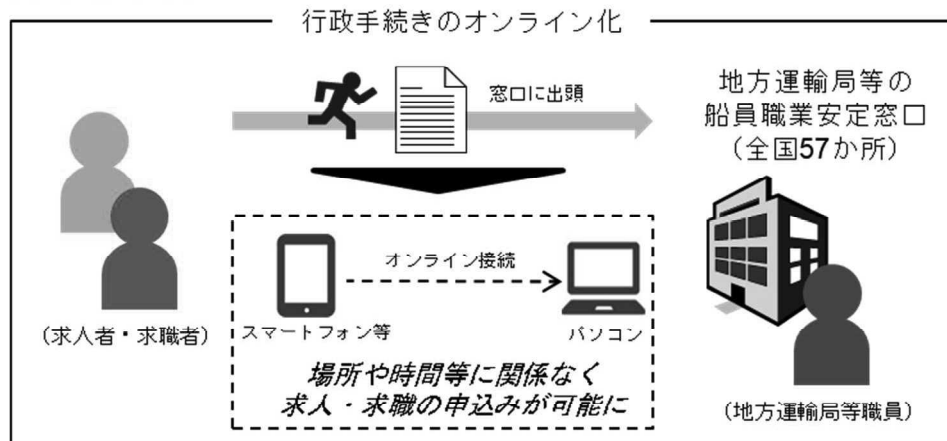 行政手続きのオンライン化
窓口に出頭
地方運輸局等の
船員職業安定窓口
（全国57か所）
オンライン接続
（求人者・求職者）
スマートフォン等
パソコン
場所や時間等に関係なく
求人・求職の申込みが可能に
（地方運輸局等職員）